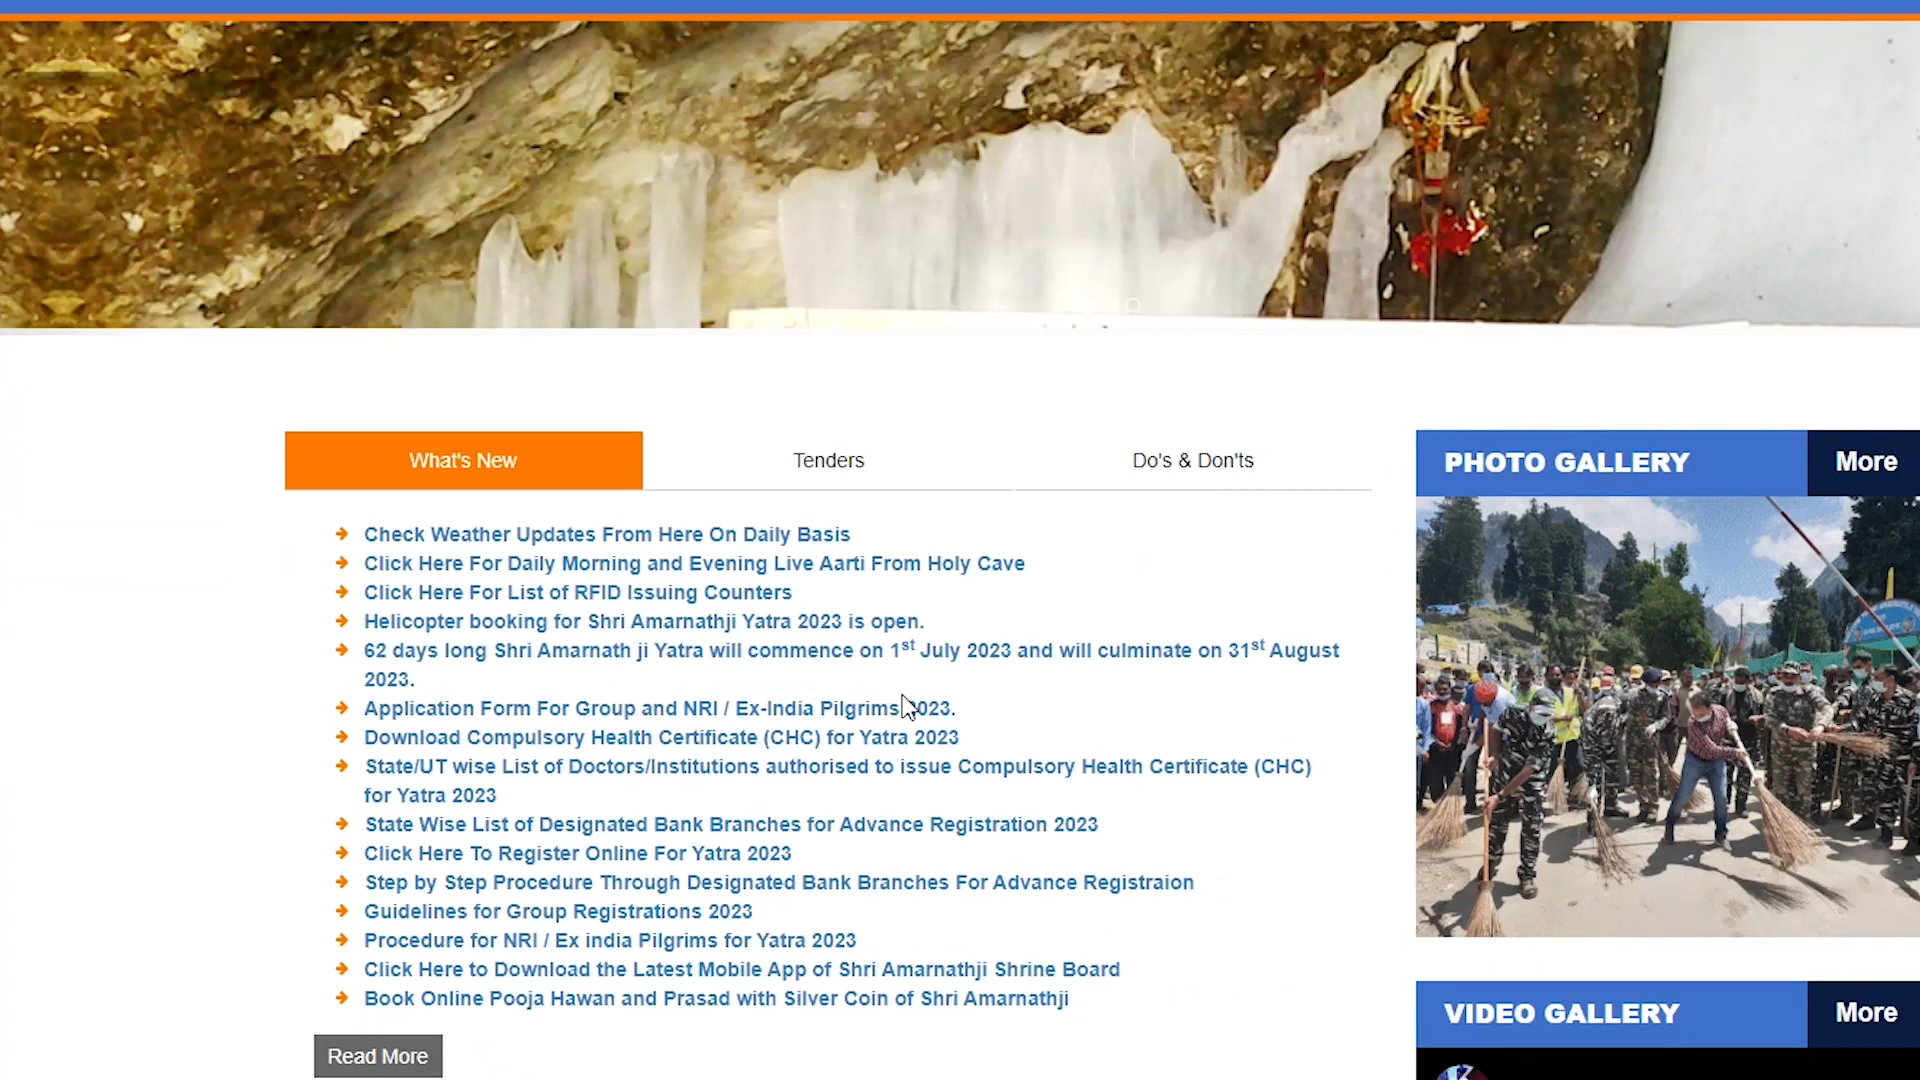 What's New
Tenders
Do's & Don'ts
Check Weather Updates From Here On Daily Basis
Click Here For Daily Morning and Evening Live Aarti From Holy Cave
Click Here For List of RFID Issuing Counters
Helicopter booking for Shri Amarnathji Yatra 2023 is open.
62 days long Shri Amarnath ji Yatra will commence on 1st July 2023 and will culminate on 31st August
2023.
Application Form For Group and NRI / Ex-India Pilgrims 2023.
Download Compulsory Health Certificate (CHC) for Yatra 2023
State/UT wise List of Doctors/Institutions authorised to issue Compulsory Health Certificate (CHC)
for Yatra 2023
State Wise List of Designated Bank Branches for Advance Registration 2023
Click Here To Register Online For Yatra 2023
Step by Step Procedure Through Designated Bank Branches For Advance Registraion
Guidelines for Group Registrations 2023
Procedure for NRI / Ex india Pilgrims for Yatra 2023
Click Here to Download the Latest Mobile App of Shri Amarnathji Shrine Board
Book Online Pooja Hawan and Prasad with Silver Coin of Shri Amarnathji
Read More
PHOTO GALLERY
More
VIDEO GALLERY
More